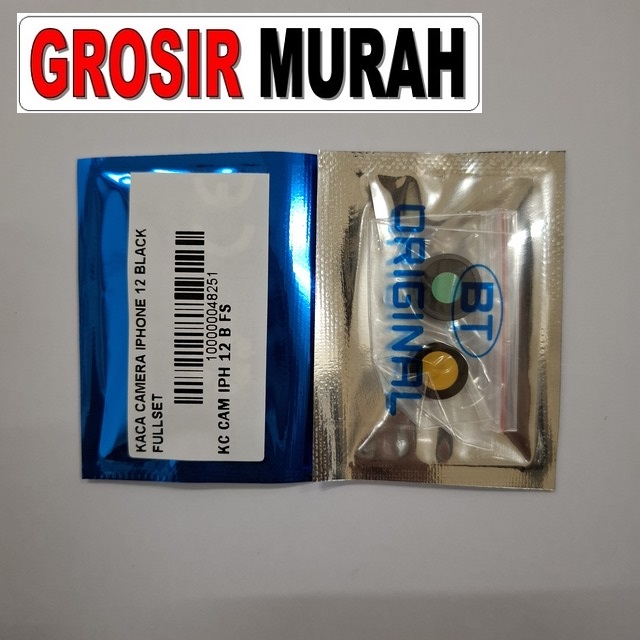 GROSIR MURAH
KACA CAMERA IPHONE 12 BLACK
FULLSET
100000048251
KC CAM IPH 12 B FS
ORIGINAL
BT